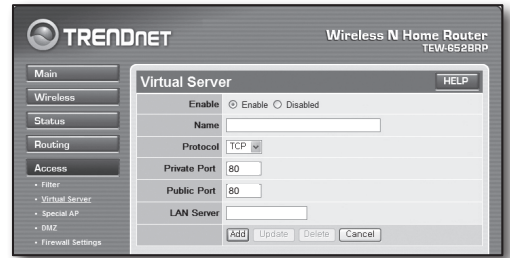 TRENDNET
Wireless N Home Router
TEW-652BRP
Main
Wireless
Status
Routing
Access
• Filter
• Virtual Server
• Special AP
• DMZ
• Firewall Settings
Virtual Server
HELP
Enable Enable Disabled
Name
Protocol TCP
Private Port 80
Public Port 80
LAN Server
Add Update Delete Cancel